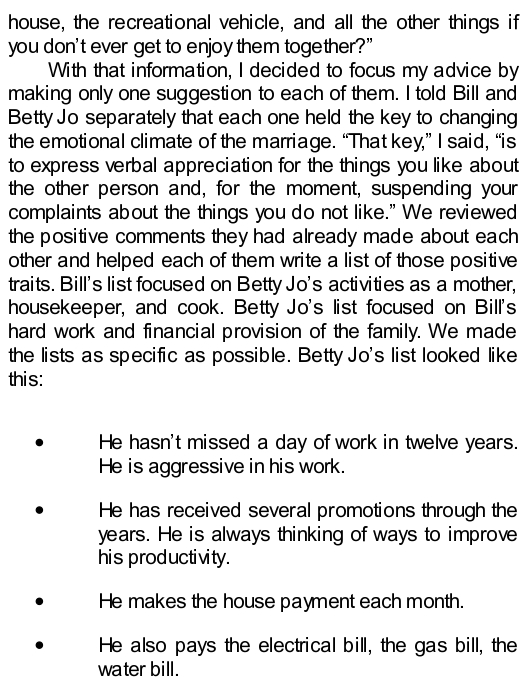 house, the recreational vehicle, and all the other things if
you don’t ever get to enjoy them together?”
With that information, I decided to focus my advice by
making only one suggestion to each of them. I told Bill and
Betty Jo separately that each one held the key to changing
the emotional climate of the marriage. “That key,” I said, “is
to express verbal appreciation for the things you like about
the other person and, for the moment, suspending your
complaints about the things you do not like.” We reviewed
the positive comments they had already made about each
other and helped each of them write a list of those positive
traits. Bill’s list focused on Betty Jo’s activities as a mother,
housekeeper, and cook. Betty Jo’s list focused on Bill’s
hard work and financial provision of the family. We made
the lists as specific as possible. Betty Jo’s list looked like
this:
• He hasn’t missed a day of work in twelve years.
He is aggressive in his work.
• He has received several promotions through the
years. He is always thinking of ways to improve
his productivity.
• He makes the house payment each month.
• He also pays the electrical bill, the gas bill, the
water bill.